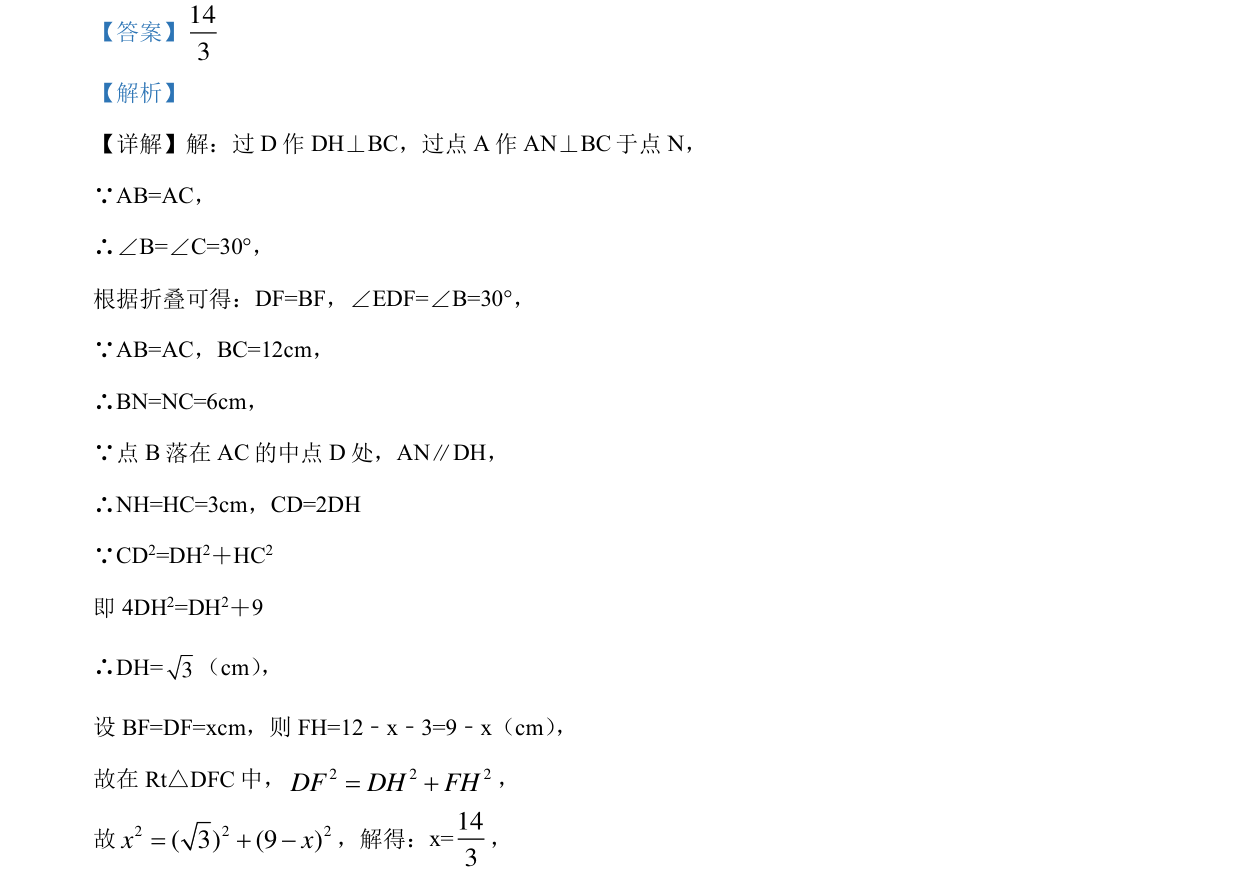 【答案】14/3
【解析】
【详解】解：过 D 作 DH⊥BC，过点 A 作 AN⊥BC 于点 N，
∵AB=AC，
∴∠B=∠C=30°，
根据折叠可得：DF=BF，∠EDF=∠B=30°，
∵AB=AC，BC=12cm，
∴BN=NC=6cm，
∵点 B 落在 AC 的中点 D 处，AN∥DH，
∴NH=HC=3cm，CD=2DH
∵CD²=DH²＋HC²
即 4DH²=DH²＋9
∴DH=√3（cm），
设 BF=DF=xcm，则 FH=12﹣x﹣3=9﹣x（cm），
故在 Rt△DFC 中，DF²=DH²+FH²，
故 x²=(√3)²+(9−x)²，解得：x=14/3，